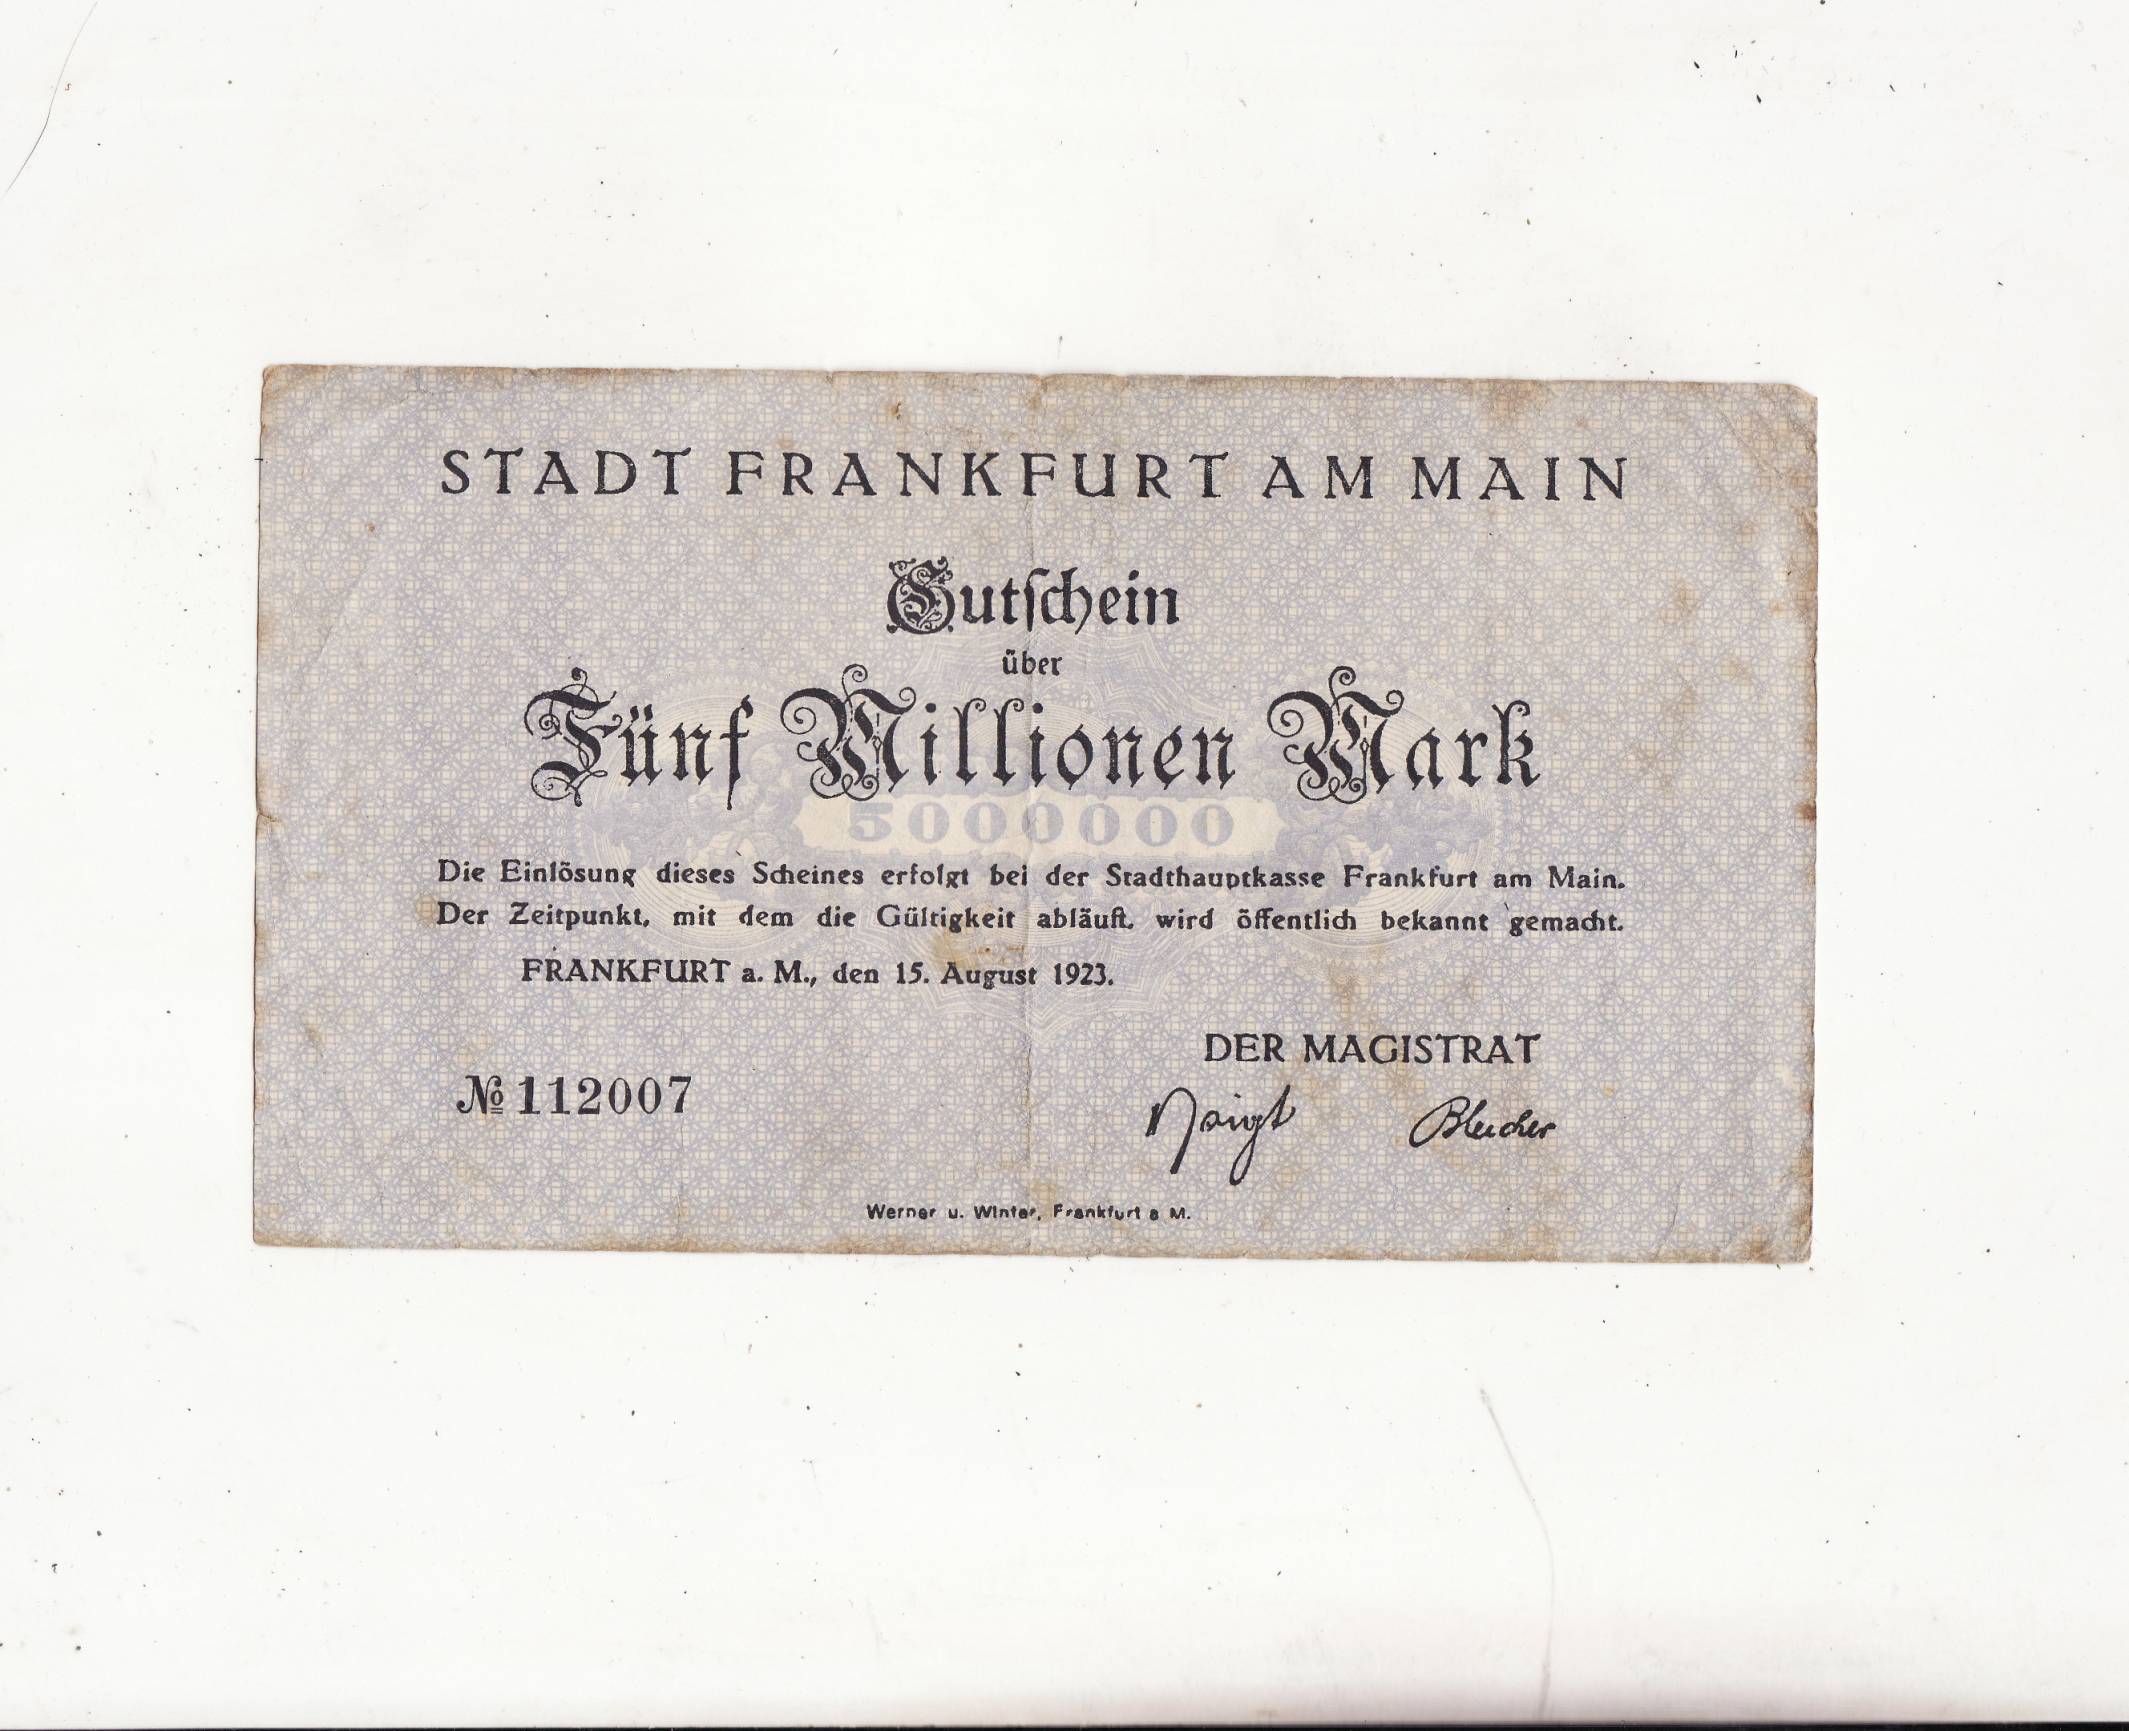 STADT FRANKFURT AM MAIN
Gutſchein
über
Fünf Millionen Mark
5000000
Die Einlösung dieses Scheines erfolgt bei der Stadthauptkasse Frankfurt am Main.
Der Zeitpunkt, mit dem die Gültigkeit abläuft, wird öffentlich bekannt gemacht.
FRANKFURT a. M., den 15. August 1923.
DER MAGISTRAT
№ 112007
Voigt Bleicher
Werner u. Winter, Frankfurt a M.